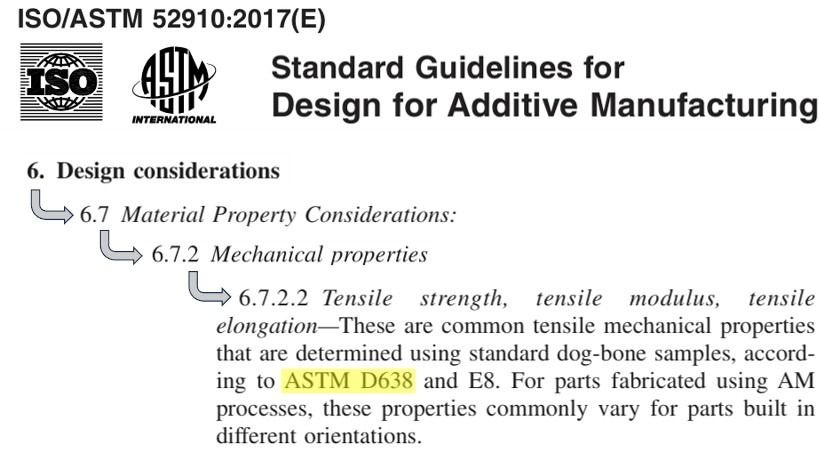 ISO/ASTM 52910:2017(E)
ISO
ASTM
INTERNATIONAL
Standard Guidelines for
Design for Additive Manufacturing
6. Design considerations
6.7 Material Property Considerations:
6.7.2 Mechanical properties
6.7.2.2 Tensile strength, tensile modulus, tensile
elongation—These are common tensile mechanical properties
that are determined using standard dog-bone samples, accord-
ing to ASTM D638 and E8. For parts fabricated using AM
processes, these properties commonly vary for parts built in
different orientations.